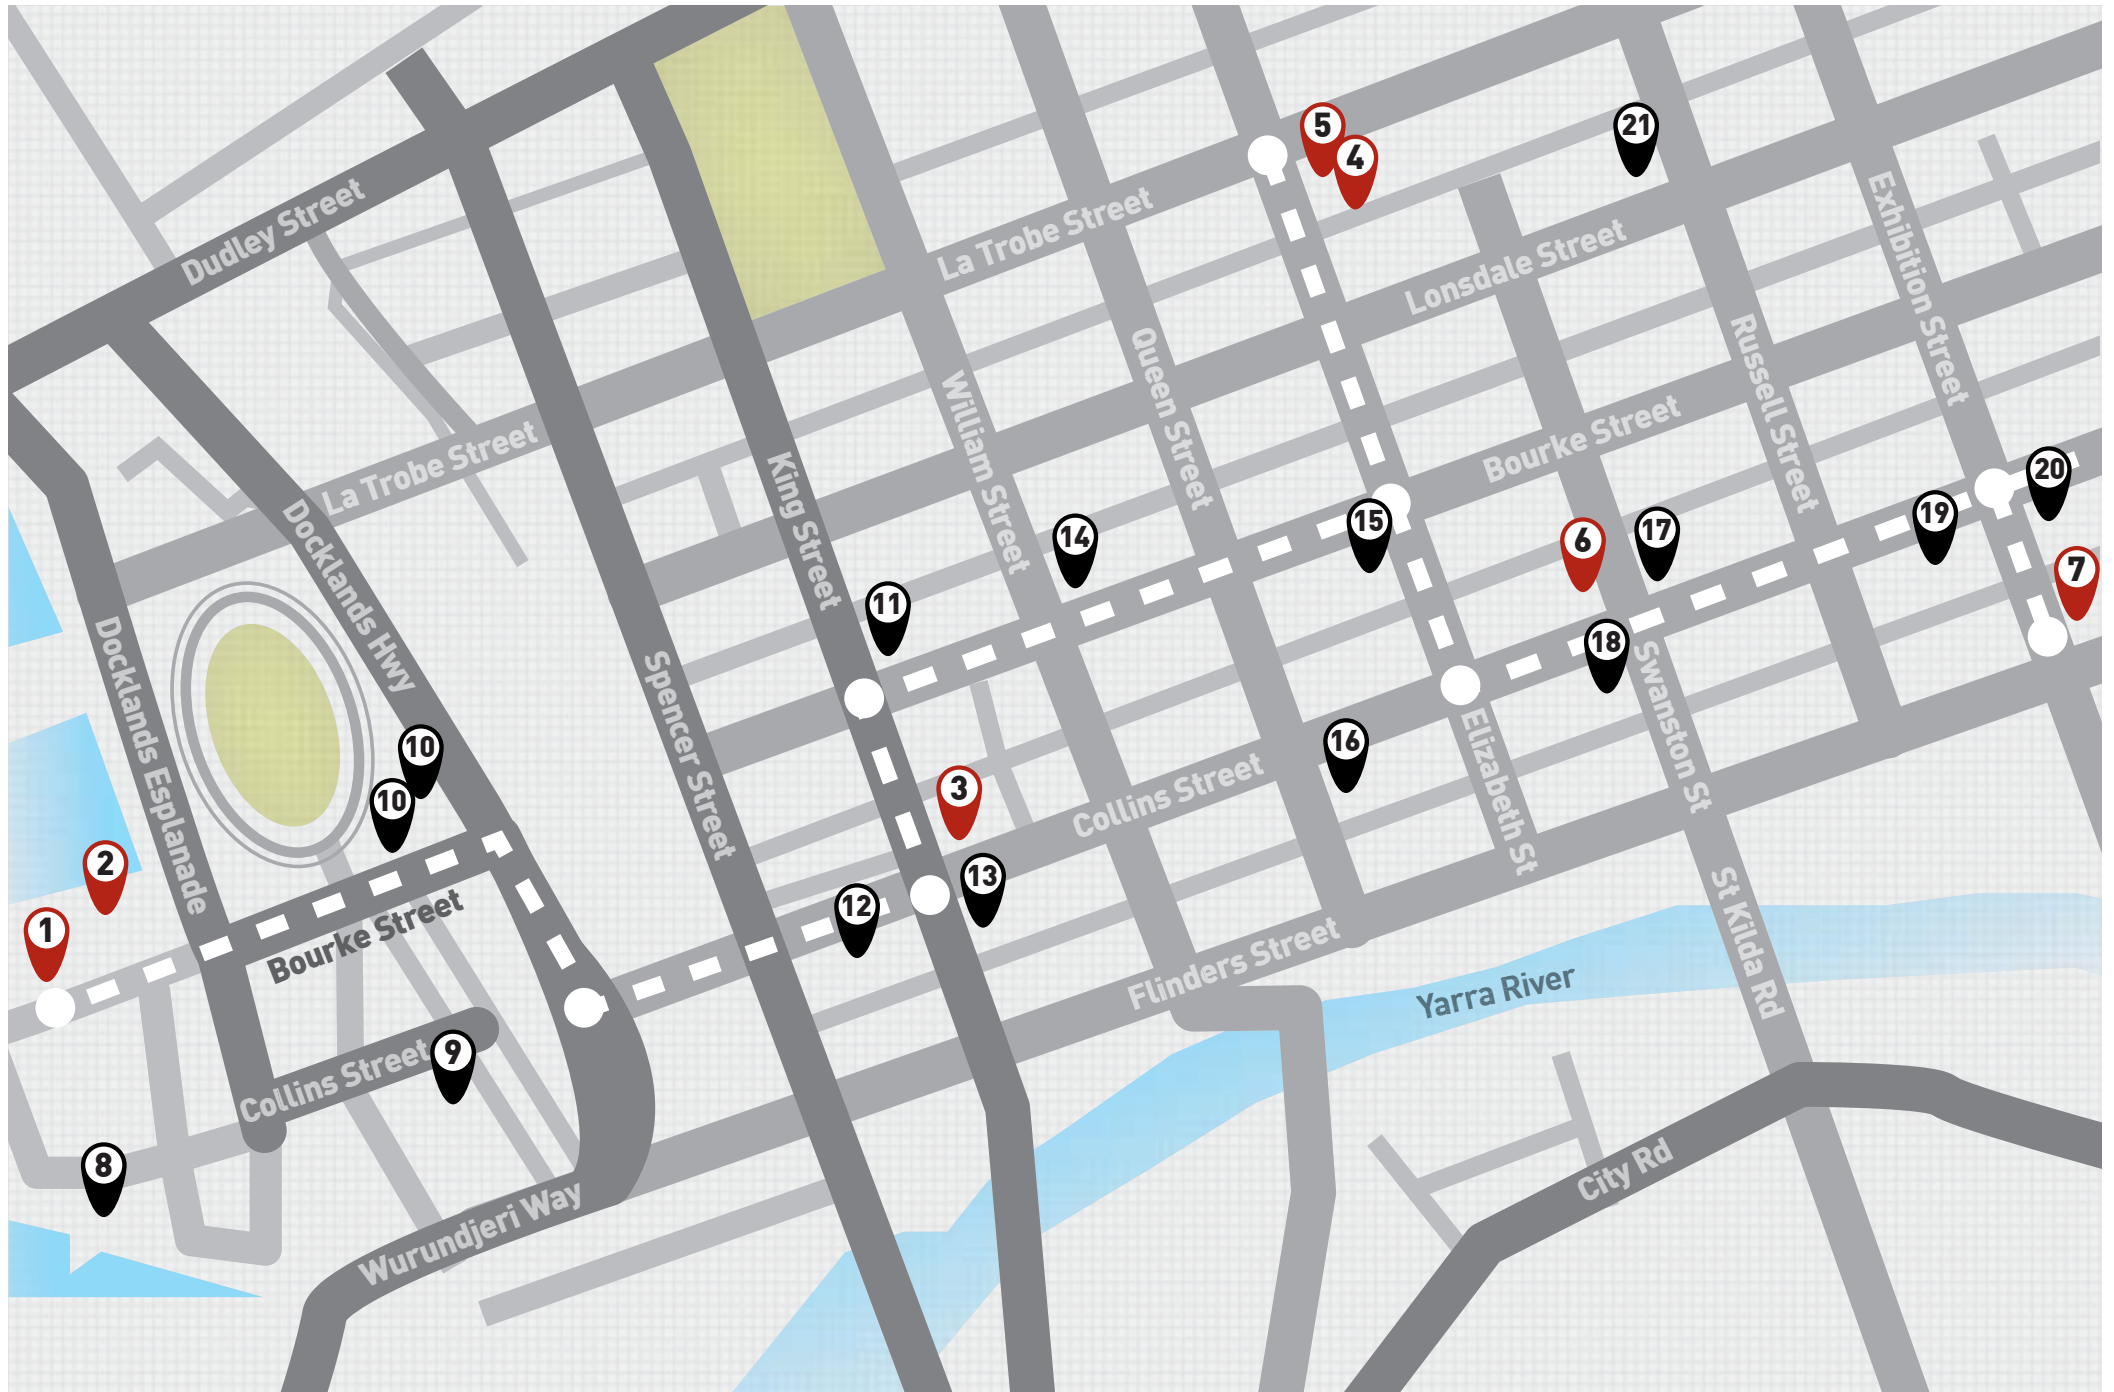 5
21
4
Dudley Street
La Trobe Street
Lonsdale Street
Exhibition Street
Queen Street
Russell Street
William Street
Bourke Street
La Trobe Street
King Street
Docklands Hwy
20
19
15
14
6
17
7
11
Docklands Esplanade
Spencer Street
18
Swanston St
10
10
16
Elizabeth St
3
Collins Street
2
13
12
1
Bourke Street
St Kilda Rd
Flinders Street
Yarra River
9
Collins Street
8
City Rd
Wurundjeri Way